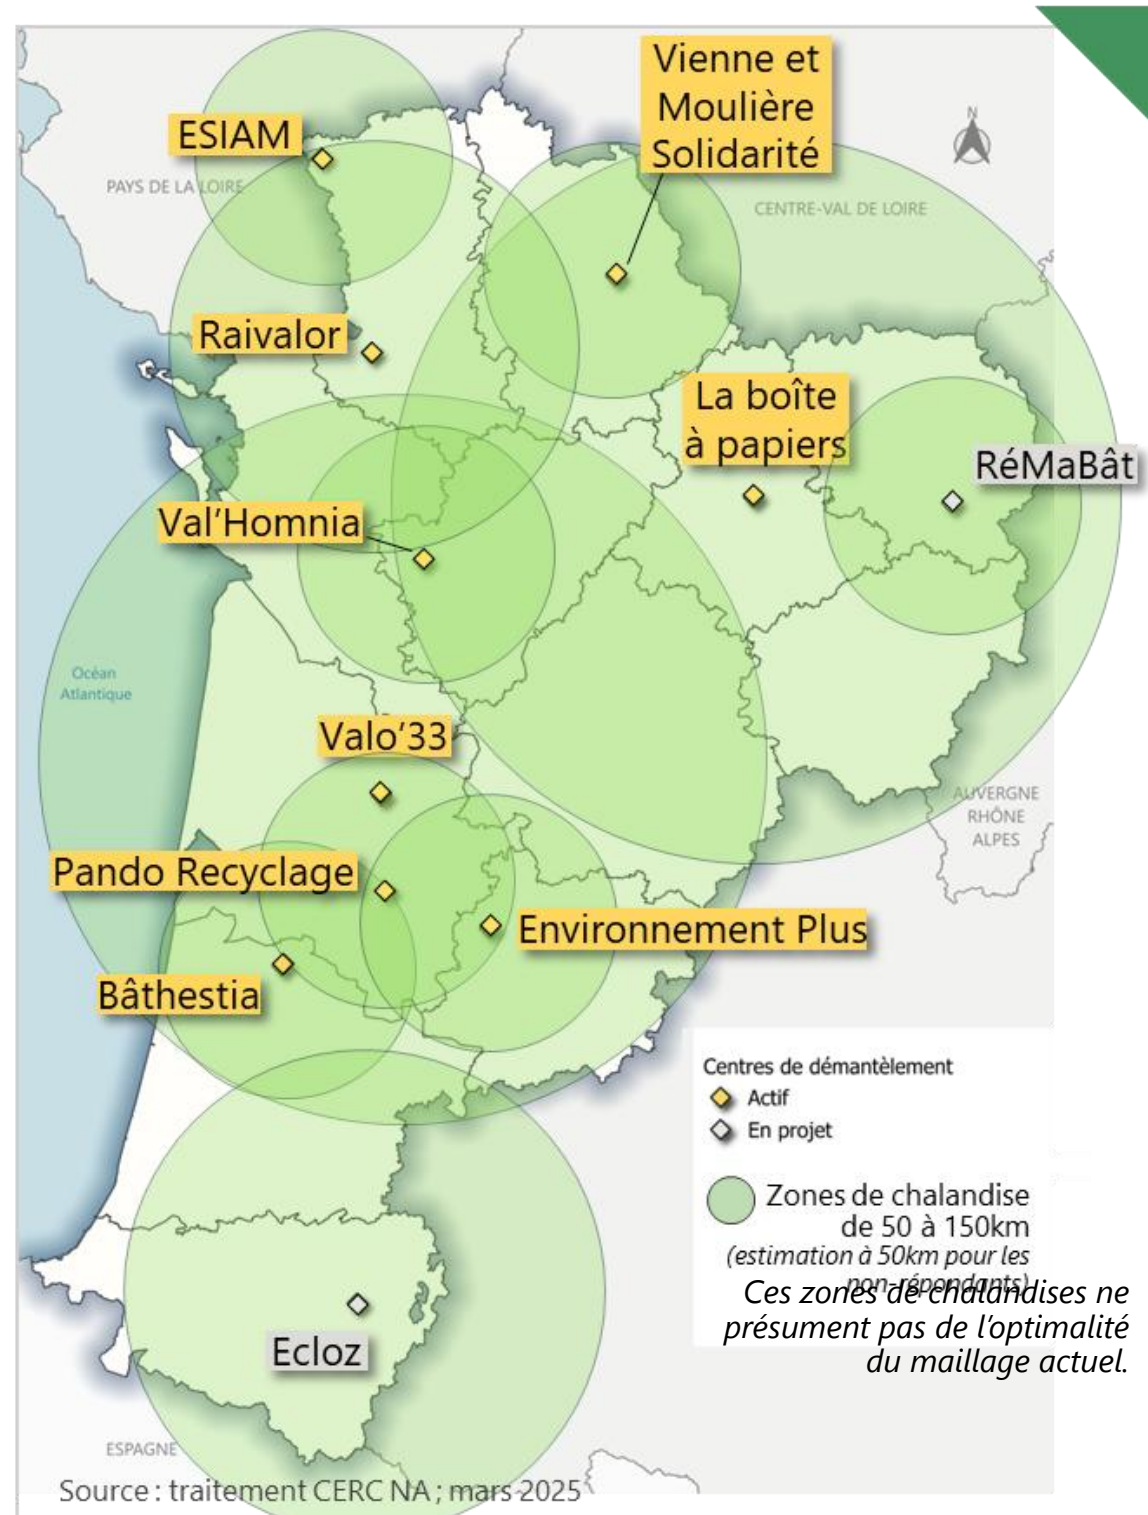 Vienne et
Moulière
Solidarité
ESIAM
N
PAYS DE LA LOIRE
CENTRE-VAL DE LOIRE
Raivalor
La boîte
à papiers
RéMaBât
Val'Homnia
Océan
Atlantique
Valo'33
AUVERGNE
RHÔNE
ALPES
Pando Recyclage
Environnement Plus
Bâthestia
Centres de démantèlement
Actif
En projet
Zones de chalandise
de 50 à 150km
(estimation à 50km pour les
non-répondants)
Ces zones de chalandises ne
présument pas de l'optimalité
du maillage actuel.
Ecloz
ESPAGNE
Source : traitement CERC NA ; mars 2025